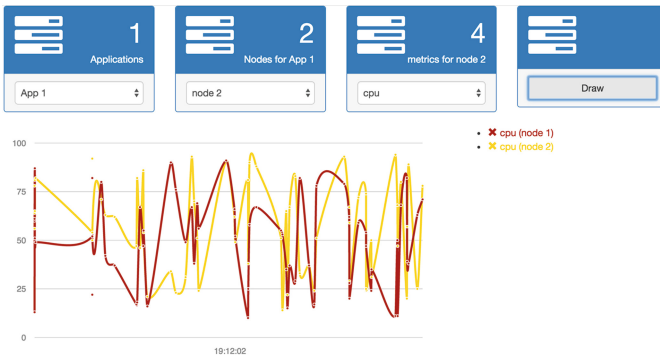 1
Applications
App 1
2
Nodes for App 1
node 2
4
metrics for node 2
cpu
Draw
✖ cpu (node 1)
✖ cpu (node 2)
100
75
50
25
0
19:12:02